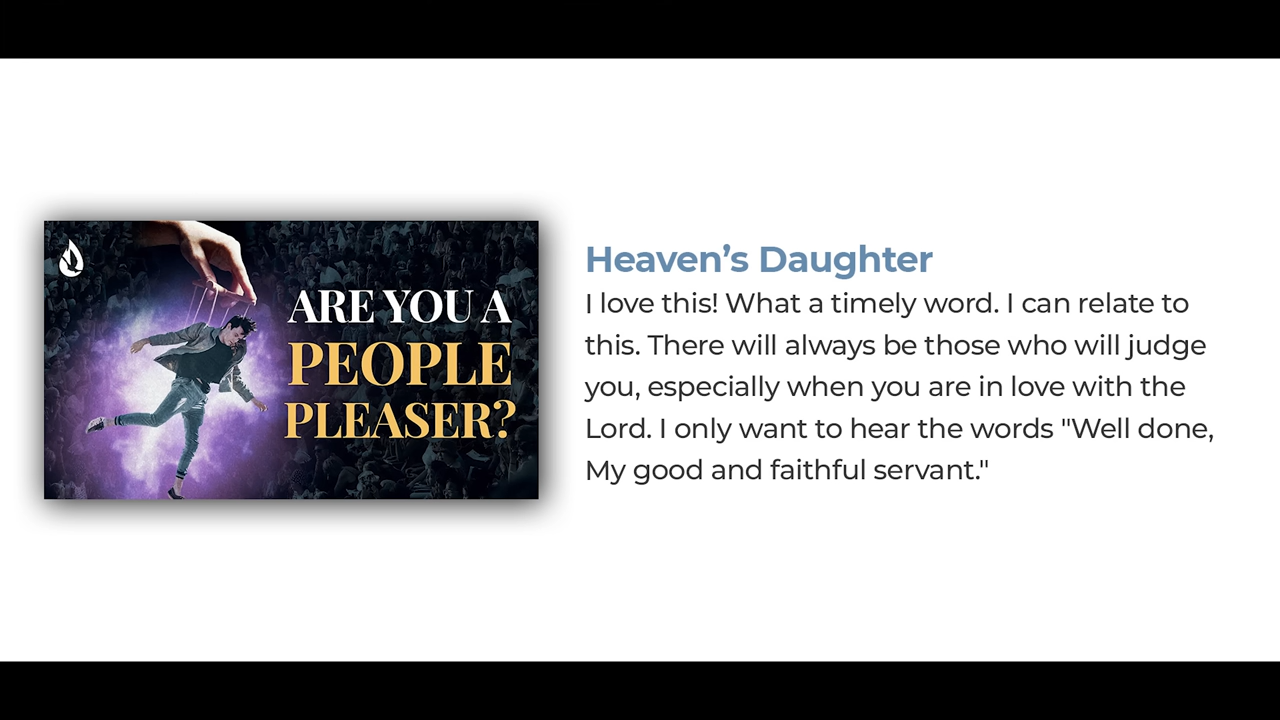 ARE YOU A
PEOPLE
PLEASER?
Heaven’s Daughter
I love this! What a timely word. I can relate to
this. There will always be those who will judge
you, especially when you are in love with the
Lord. I only want to hear the words "Well done,
My good and faithful servant."